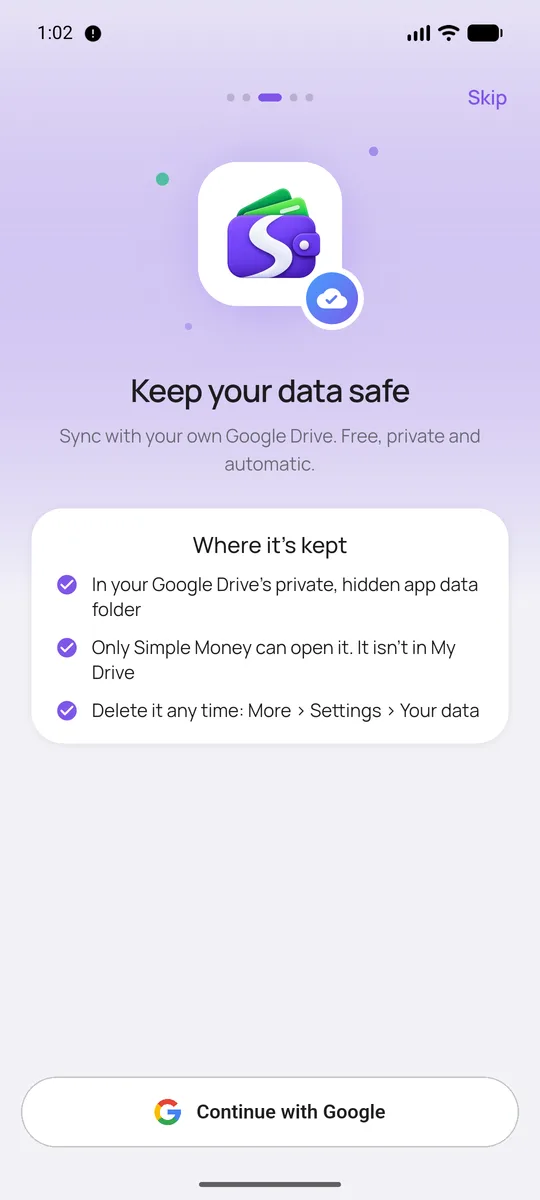 1:02
Skip
Keep your data safe
Sync with your own Google Drive. Free, private and
automatic.
Where it's kept
In your Google Drive's private, hidden app data
folder
Only Simple Money can open it. It isn't in My
Drive
Delete it any time: More > Settings > Your data
Continue with Google